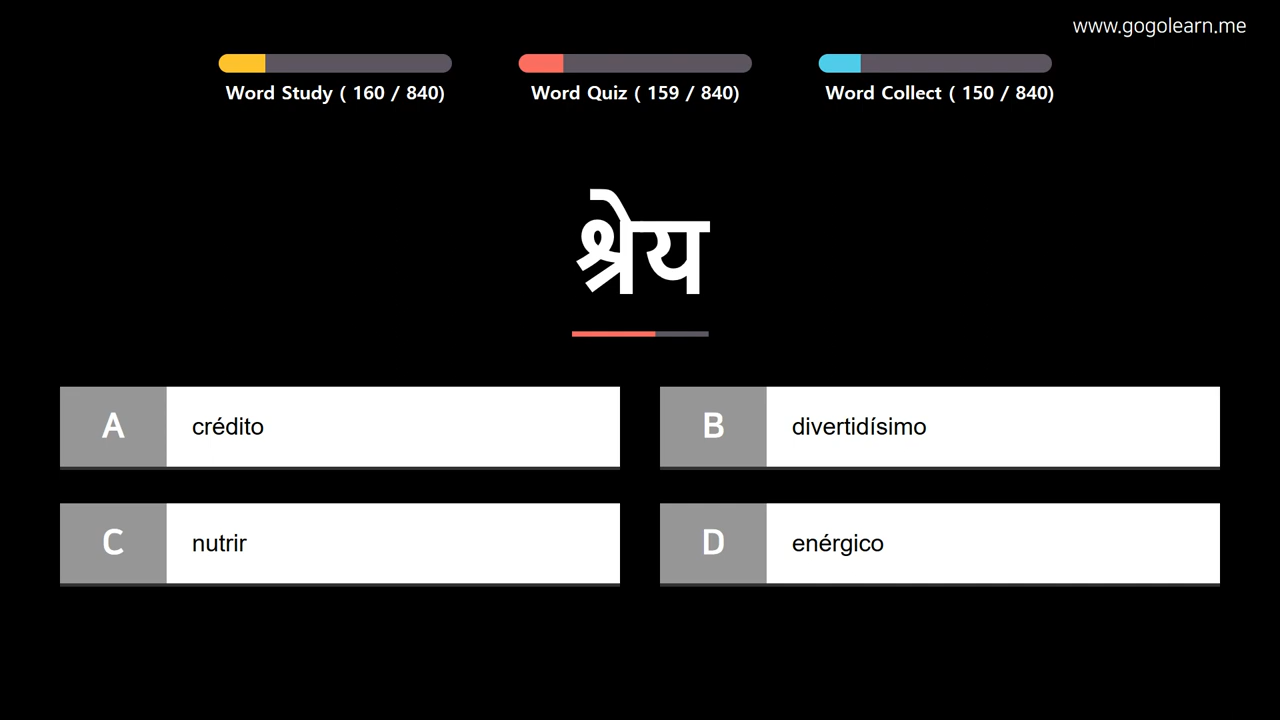 www.gogolearn.me
Word Study ( 160 / 840)
Word Quiz ( 159 / 840)
Word Collect ( 150 / 840)
श्रेय
A crédito
B divertidísimo
C nutrir
D enérgico